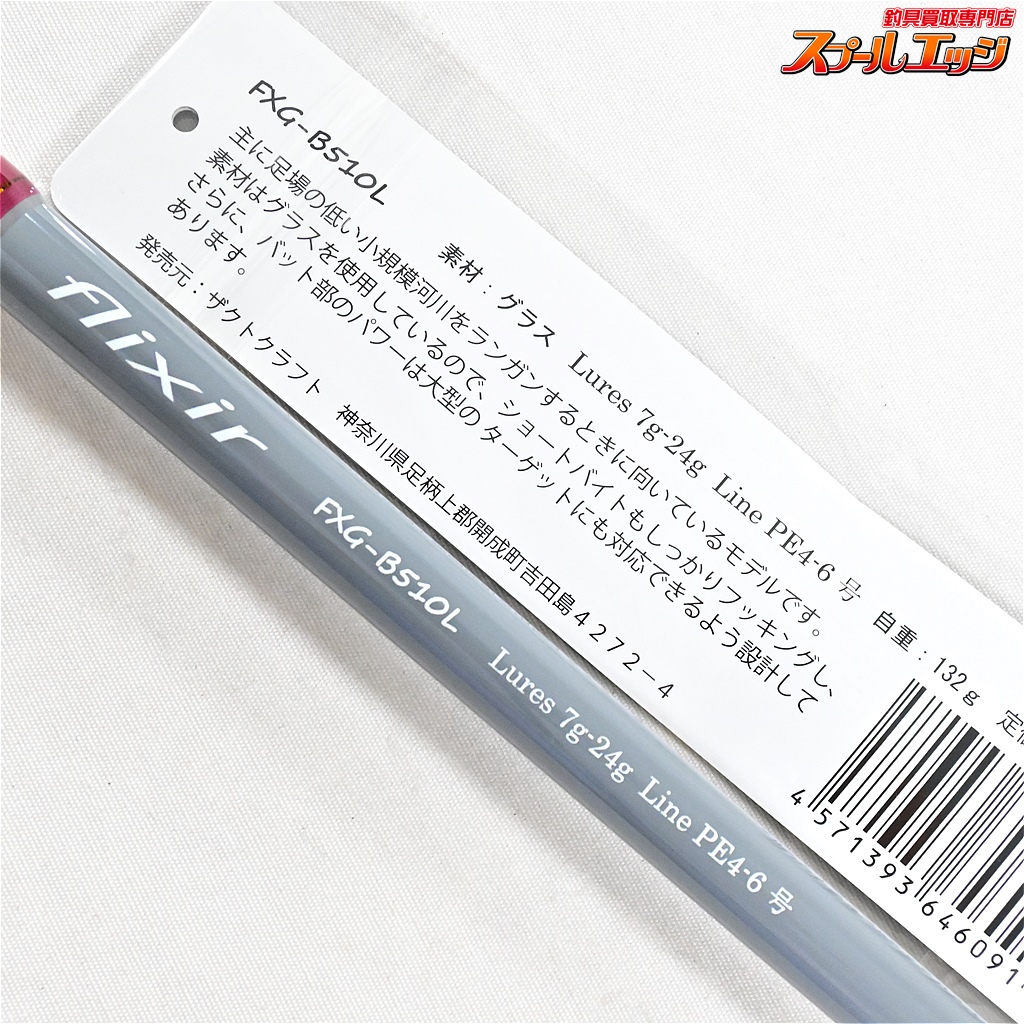 釣具買取専門店
スプールエッジ
FXG-B510L
素材：グラス Lures 7g-24g Line PE4-6 号 自重：132g 定価
主に足場の低い小規模河川をランガンするときに向いているモデルです。
素材はグラスを使用しているので、ショートバイトもしっかりフッキングし、
さらに、バット部のパワーは大型のターゲットにも対応できるよう設計して
あります。
発売元：ザクトクラフト 神奈川県足柄上郡開成町吉田島４２７２－４
4 571393 646091
flixir
FXG-B510L Lures 7g-24g Line PE4-6 号